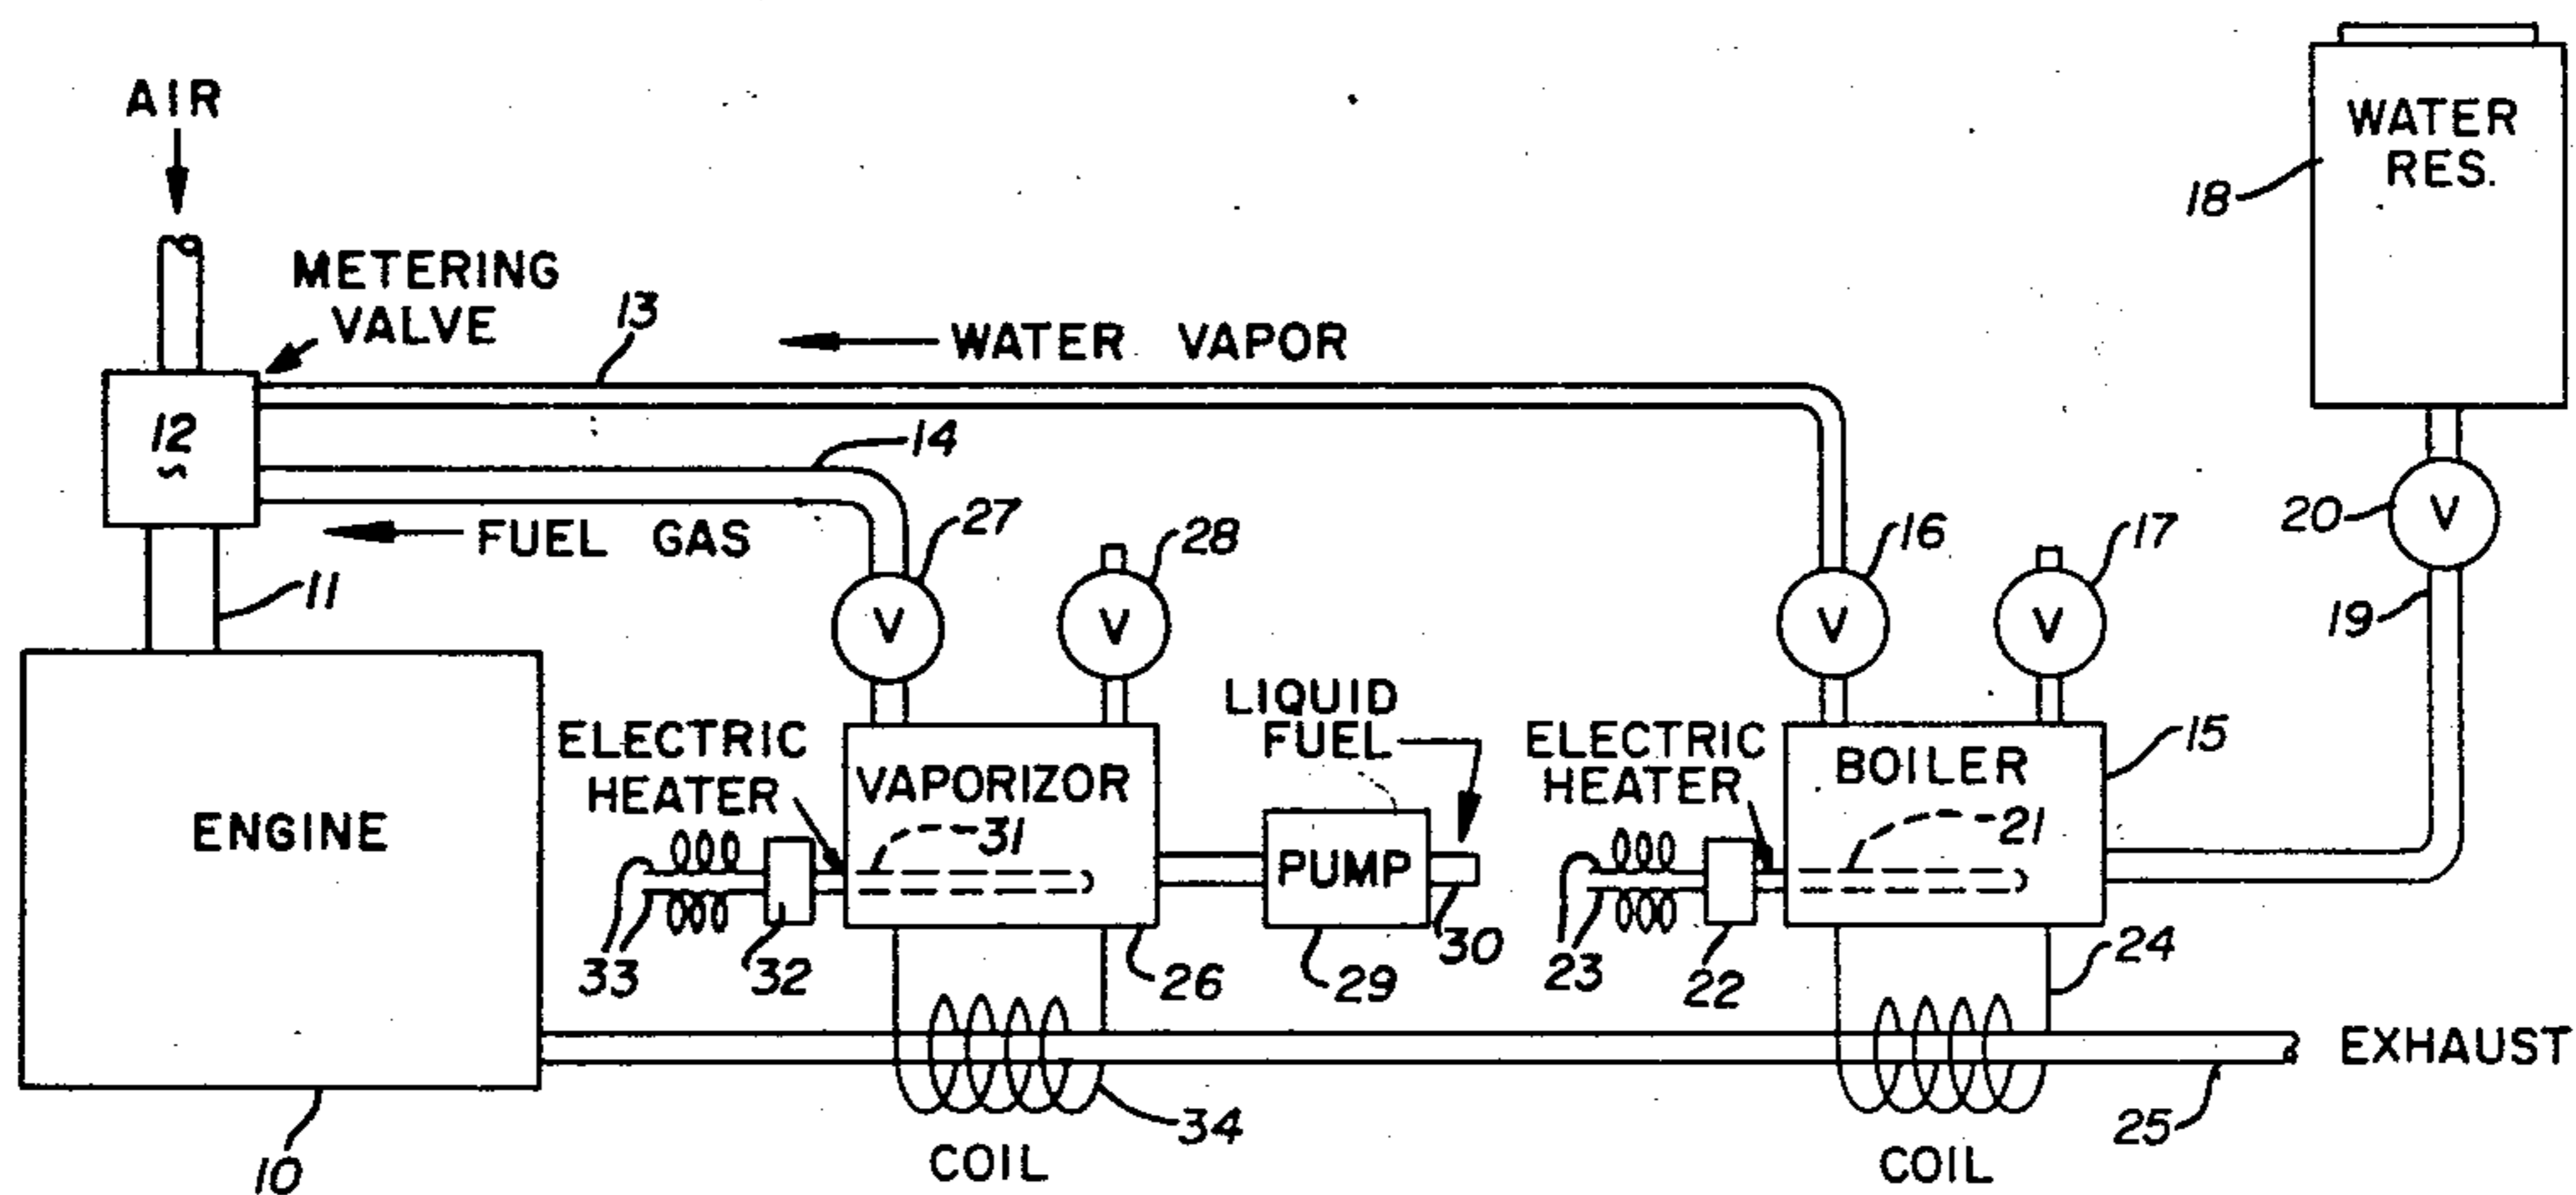 AIR
METERING
VALVE
12
13
WATER VAPOR
14
FUEL GAS
11
27
28
16
17
WATER
RES.
18
20
V
19
V
V
V
V
LIQUID
FUEL
ELECTRIC
HEATER
VAPORIZOR
31
PUMP
30
33
32
26
29
ELECTRIC
HEATER
BOILER
15
21
23
22
24
ENGINE
10
34
COIL
COIL
25
EXHAUST